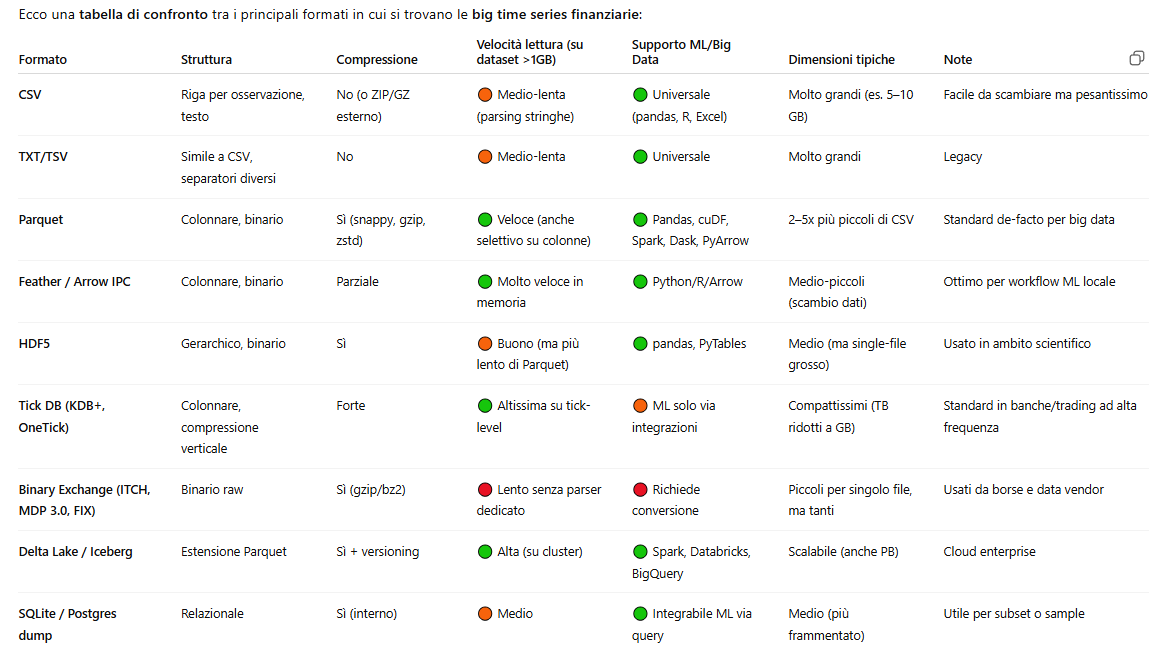 Ecco una tabella di confronto tra i principali formati in cui si trovano le big time series finanziarie:
Formato Struttura Compressione Velocità lettura (su dataset >1GB) Supporto ML/Big Data Dimensioni tipiche Note
CSV Riga per osservazione, testo No (o ZIP/GZ esterno) Medio-lenta (parsing stringhe) Universale (pandas, R, Excel) Molto grandi (es. 5–10 GB) Facile da scambiare ma pesantissimo
TXT/TSV Simile a CSV, separatori diversi No Medio-lenta Universale Molto grandi Legacy
Parquet Colonnare, binario Sì (snappy, gzip, zstd) Veloce (anche selettivo su colonne) Pandas, cuDF, Spark, Dask, PyArrow 2–5x più piccoli di CSV Standard de-facto per big data
Feather / Arrow IPC Colonnare, binario Parziale Molto veloce in memoria Python/R/Arrow Medio-piccoli (scambio dati) Ottimo per workflow ML locale
HDF5 Gerarchico, binario Sì Buono (ma più lento di Parquet) pandas, PyTables Medio (ma single-file grosso) Usato in ambito scientifico
Tick DB (KDB+, OneTick) Colonnare, compressione verticale Forte Altissima su tick-level ML solo via integrazioni Compattissimi (TB ridotti a GB) Standard in banche/trading ad alta frequenza
Binary Exchange (ITCH, MDP 3.0, FIX) Binario raw Sì (gzip/bz2) Lento senza parser dedicato Richiede conversione Piccoli per singolo file, ma tanti Usati da borse e data vendor
Delta Lake / Iceberg Estensione Parquet Sì + versioning Alta (su cluster) Spark, Databricks, BigQuery Scalabile (anche PB) Cloud enterprise
SQLite / Postgres dump Relazionale Sì (interno) Medio Integrabile ML via query Medio (più frammentato) Utile per subset o sample